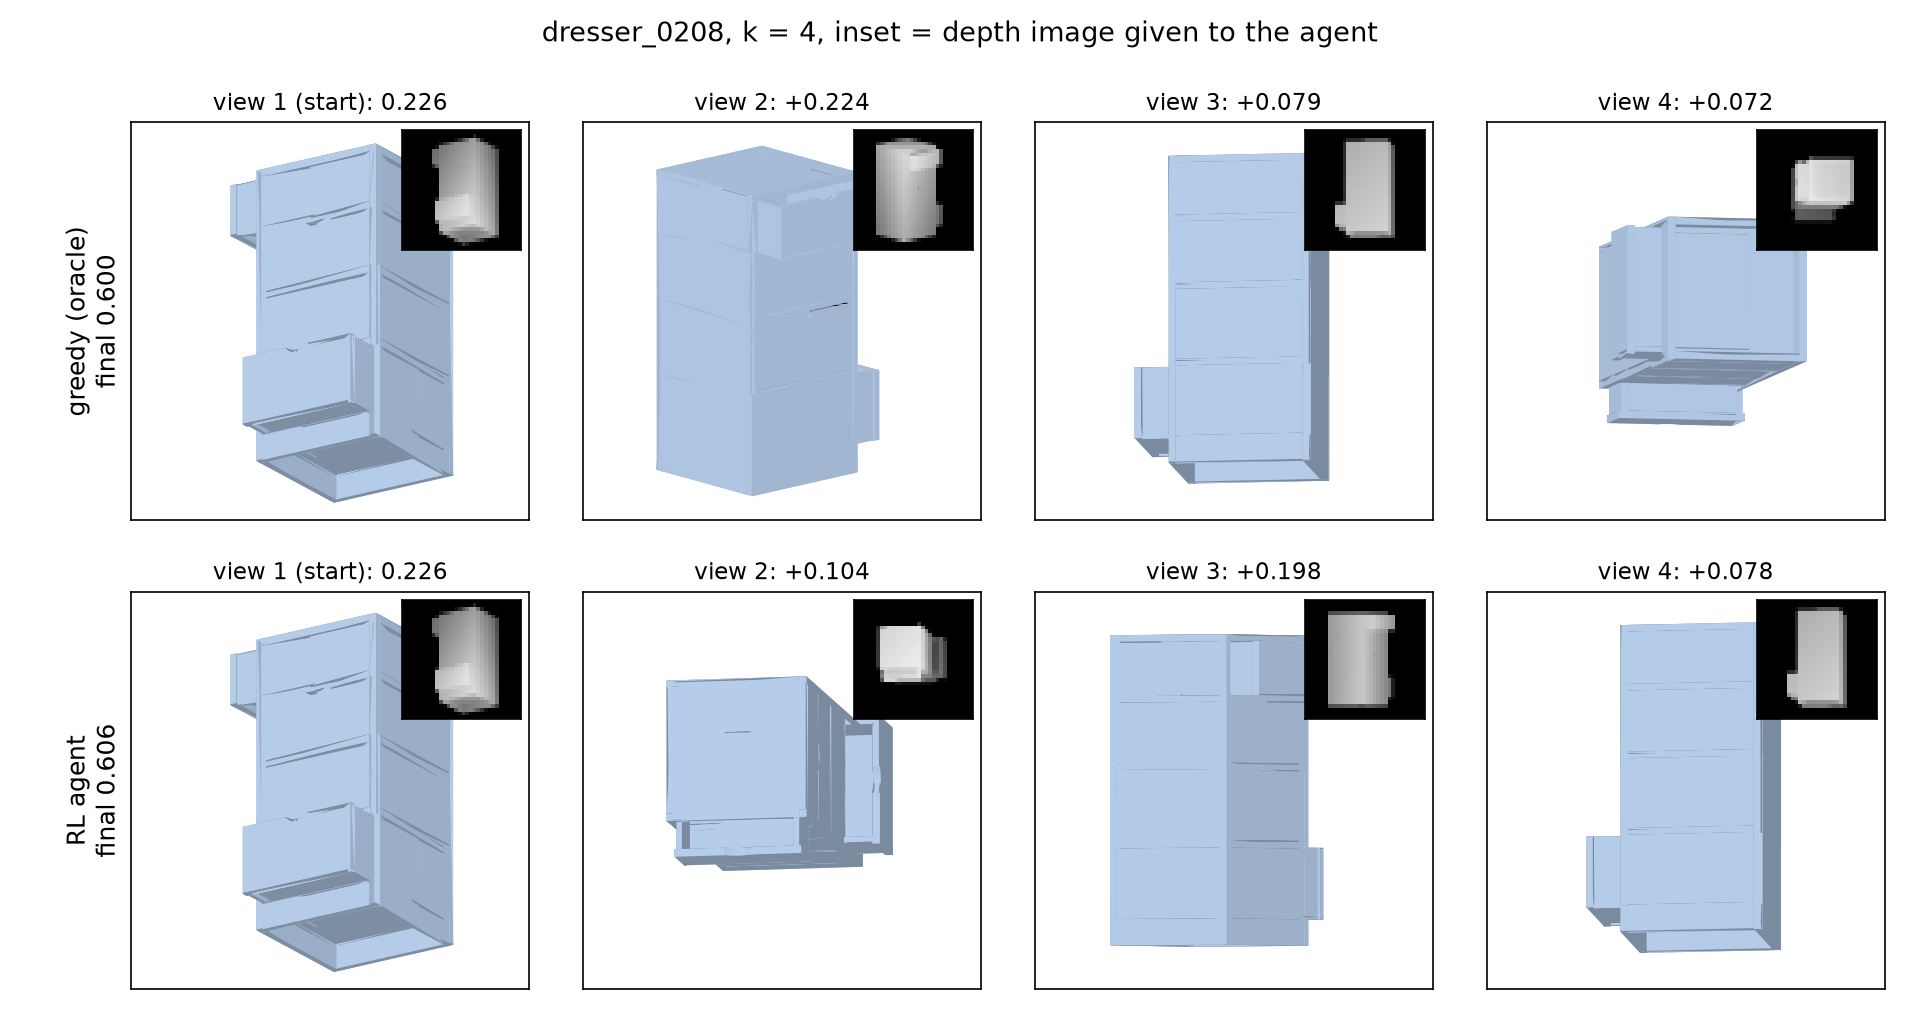 dresser_0208, k = 4, inset = depth image given to the agent
view 1 (start): 0.226
view 2: +0.224
view 3: +0.079
view 4: +0.072
greedy (oracle)
final 0.600
view 1 (start): 0.226
view 2: +0.104
view 3: +0.198
view 4: +0.078
RL agent
final 0.606